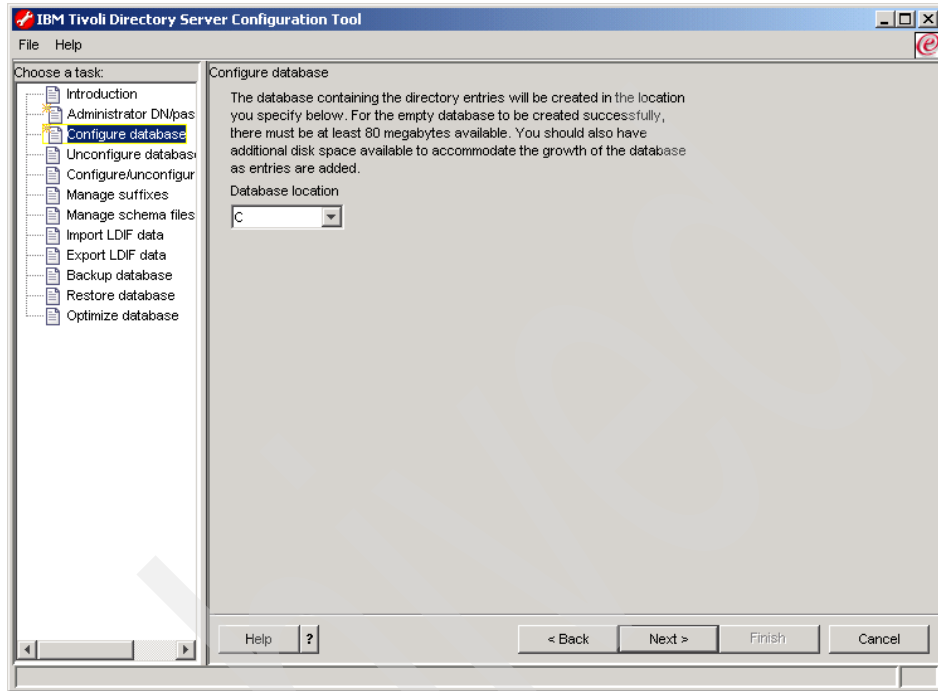 IBM Tivoli Directory Server Configuration Tool
File Help
Choose a task:
Introduction
Administrator DN/pas
Configure database
Unconfigure databas
Configure/unconfigur
Manage suffixes
Manage schema files
Import LDIF data
Export LDIF data
Backup database
Restore database
Optimize database
Configure database
The database containing the directory entries will be created in the location
you specify below. For the empty database to be created successfully,
there must be at least 80 megabytes available. You should also have
additional disk space available to accommodate the growth of the database
as entries are added.
Database location
C
Help ? < Back Next > Finish Cancel